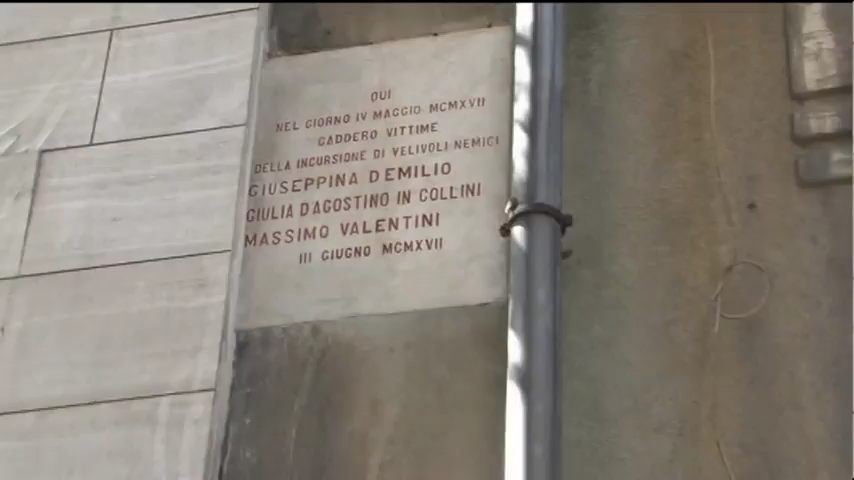 QUI
NEL GIORNO IV MAGGIO MCMXVII
CADDERO VITTIME
DELLA INCURSIONE DI VELIVOLI NEMICI
GIUSEPPINA D'EMILIO
GIULIA D'AGOSTINO IN COLLINI
MASSIMO VALENTINI
III GIUGNO MCMXVII